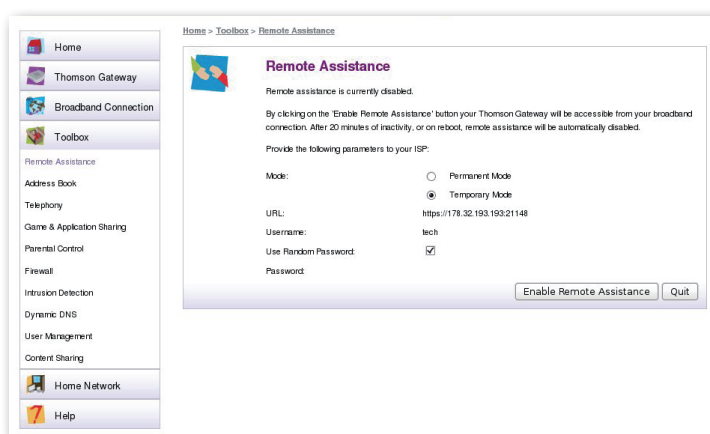 Home > Toolbox > Remote Assistance
Home
Thomson Gateway
Broadband Connection
Toolbox
Remote Assistance
Address Book
Telephony
Game & Application Sharing
Parental Control
Firewall
Intrusion Detection
Dynamic DNS
User Management
Content Sharing
Home Network
Help
Remote Assistance
Remote assistance is currently disabled.
By clicking on the 'Enable Remote Assistance' button your Thomson Gateway will be accessible from your broadband
connection. After 20 minutes of inactivity, or on reboot, remote assistance will be automatically disabled.
Provide the following parameters to your ISP:
Mode: Permanent Mode
Temporary Mode
URL: https://178.32.193.193:21148
Username: tech
Use Random Password:
Password:
Enable Remote Assistance Quit